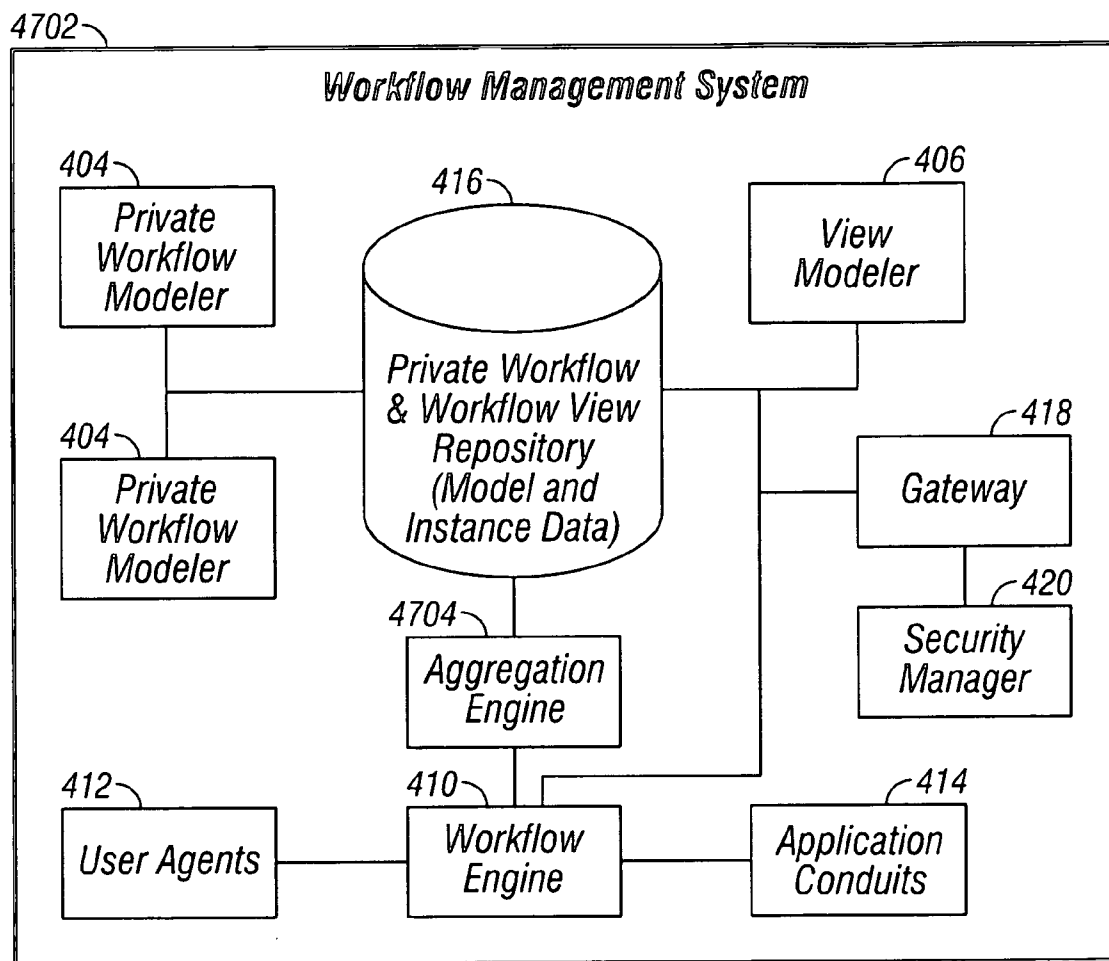 4702
Workflow Management System
404
Private
Workflow
Modeler
416
Private Workflow
& Workflow View
Repository
(Model and
Instance Data)
406
View
Modeler
404
Private
Workflow
Modeler
418
Gateway
420
Security
Manager
4704
Aggregation
Engine
412
User Agents
410
Workflow
Engine
414
Application
Conduits